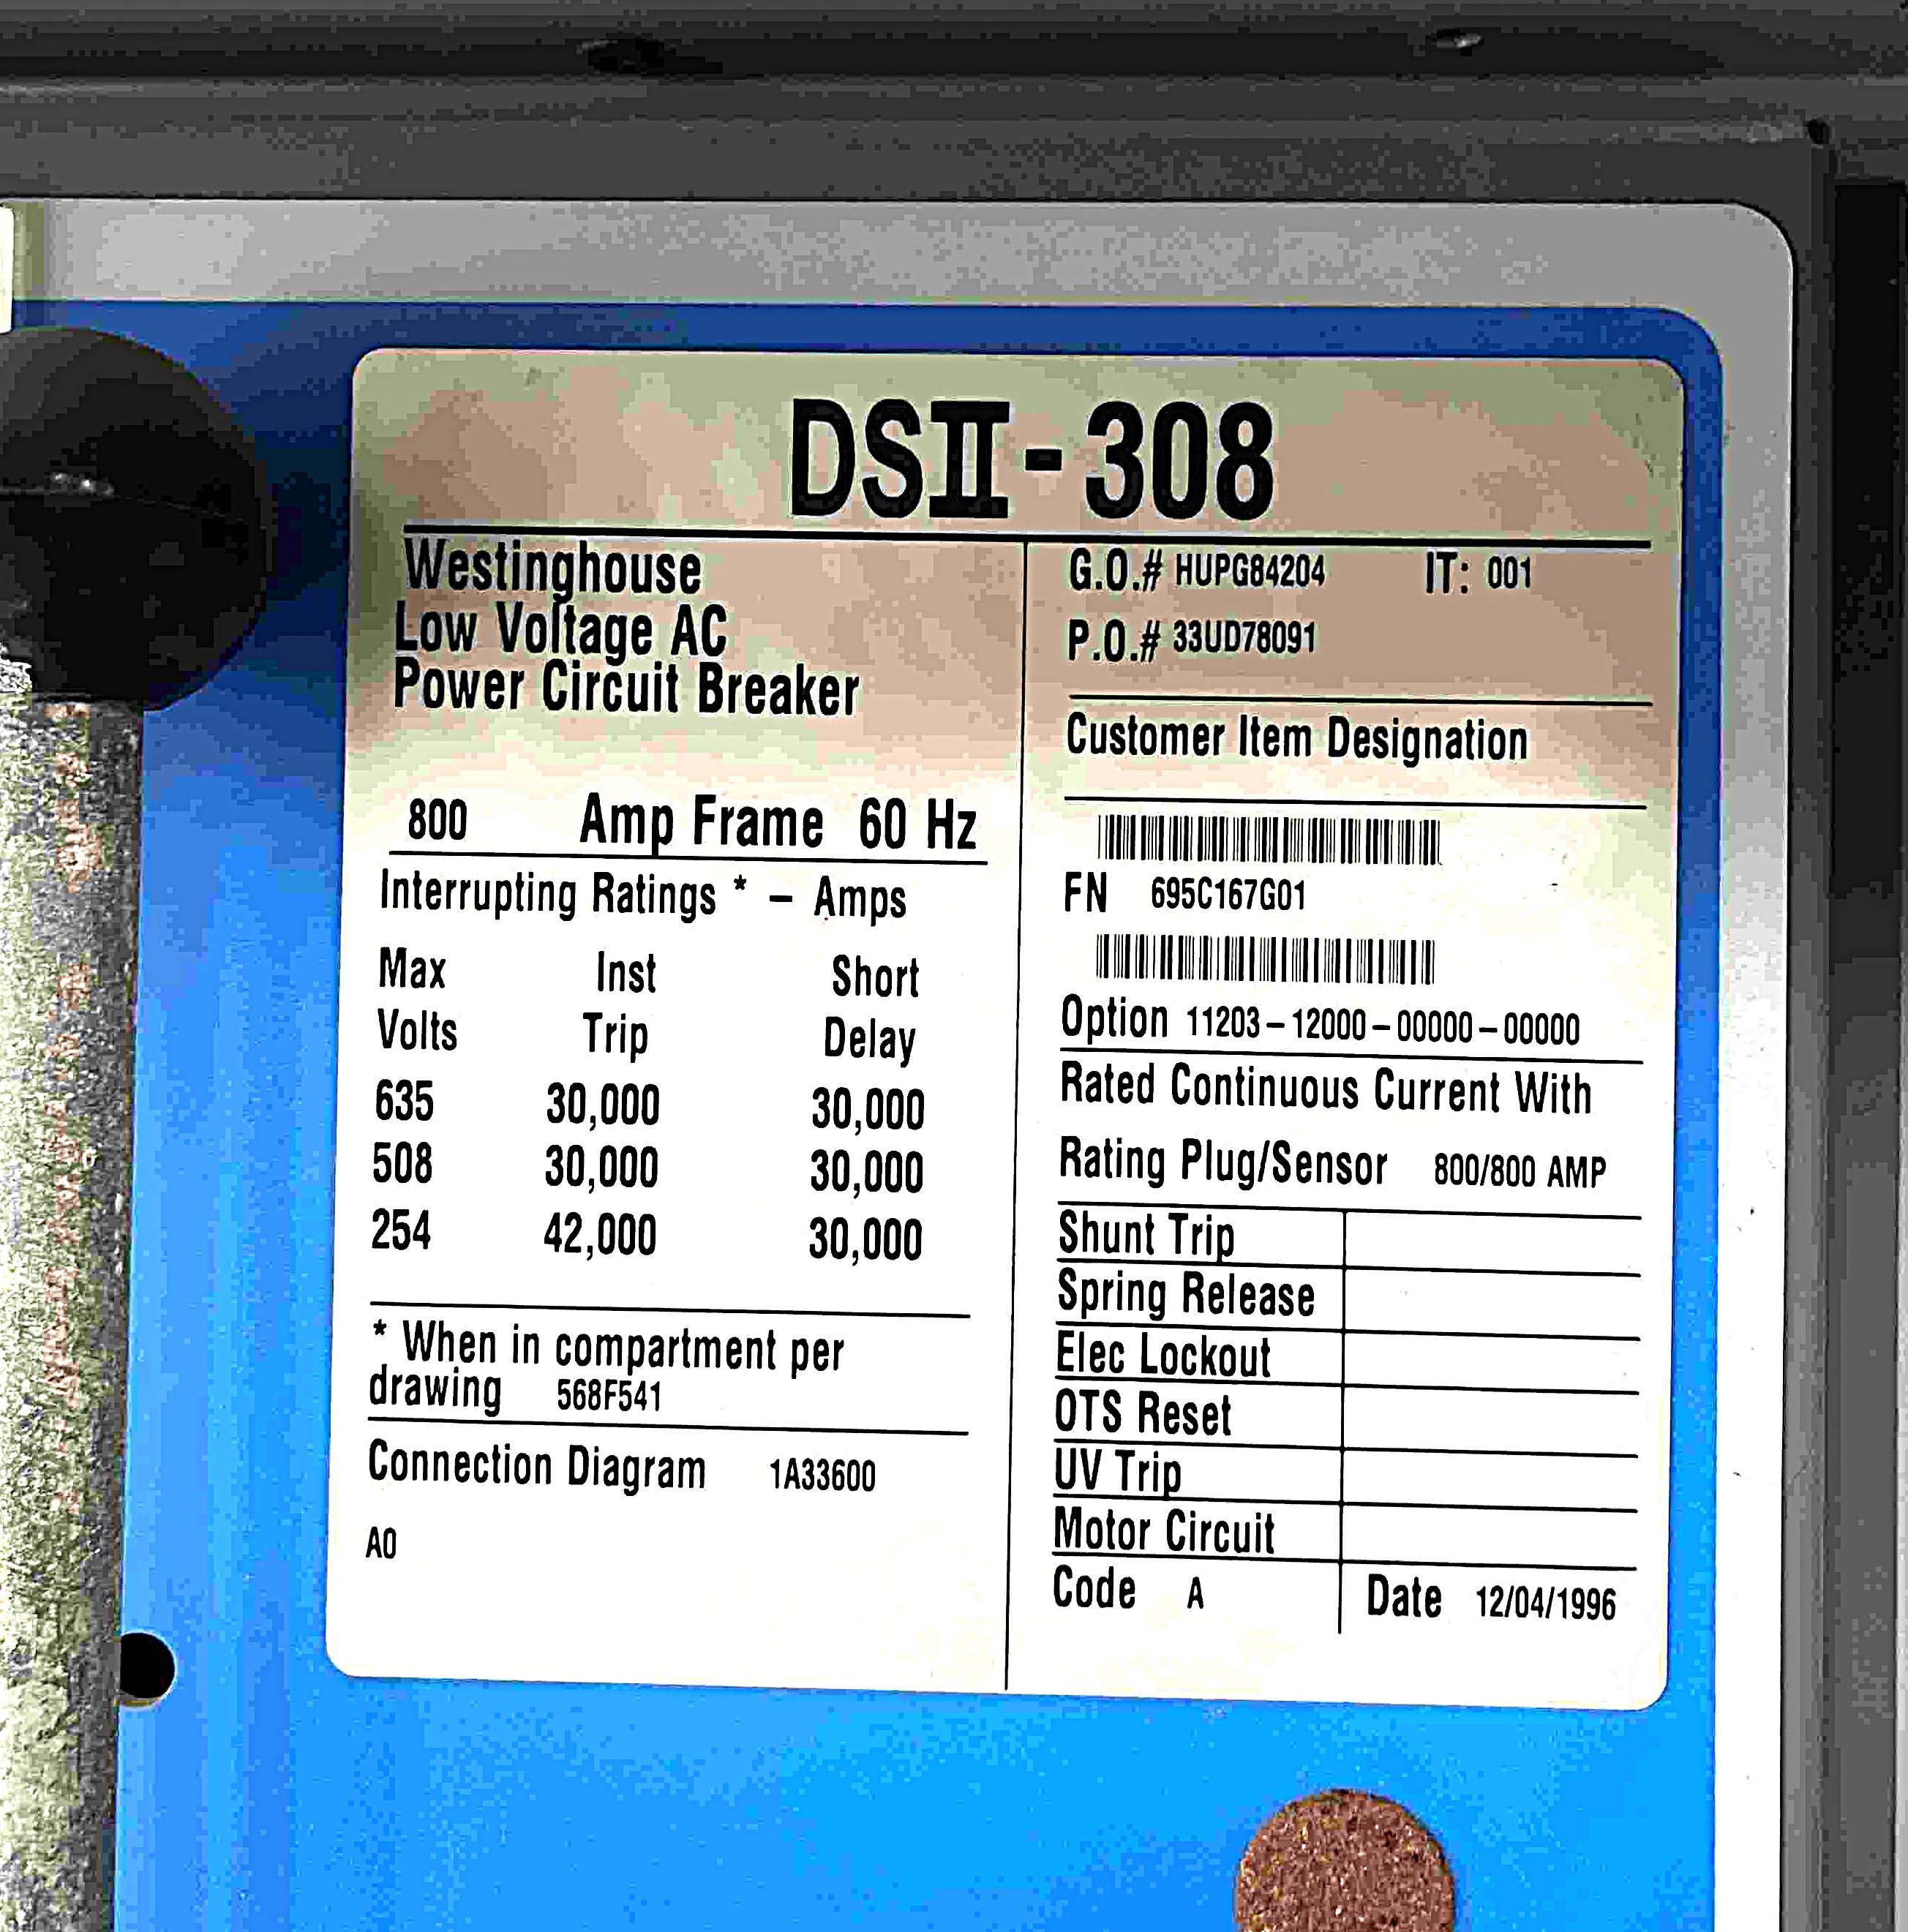 DSII-308
Westinghouse
Low Voltage AC
Power Circuit Breaker
800 Amp Frame 60 Hz
Interrupting Ratings * – Amps
Max Inst Short
Volts Trip Delay
635 30,000 30,000
508 30,000 30,000
254 42,000 30,000
* When in compartment per
drawing 568F541
Connection Diagram 1A33600
A0
G.O.# HUPG84204 IT: 001
P.O.# 33UD78091
Customer Item Designation
FN 695C167G01
Option 11203-12000-00000-00000
Rated Continuous Current With
Rating Plug/Sensor 800/800 AMP
Shunt Trip
Spring Release
Elec Lockout
OTS Reset
UV Trip
Motor Circuit
Code A Date 12/04/1996